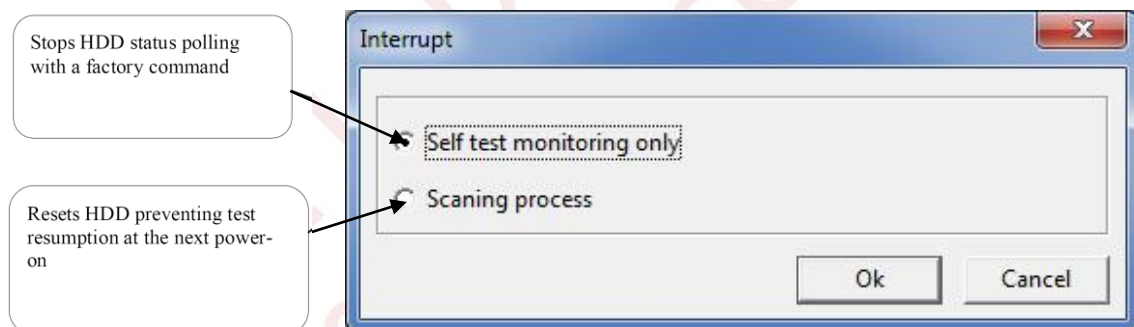 Stops HDD status polling
with a factory command
Interrupt
Self test monitoring only
Scaning process
Resets HDD preventing test
resumption at the next power-
on
Ok
Cancel